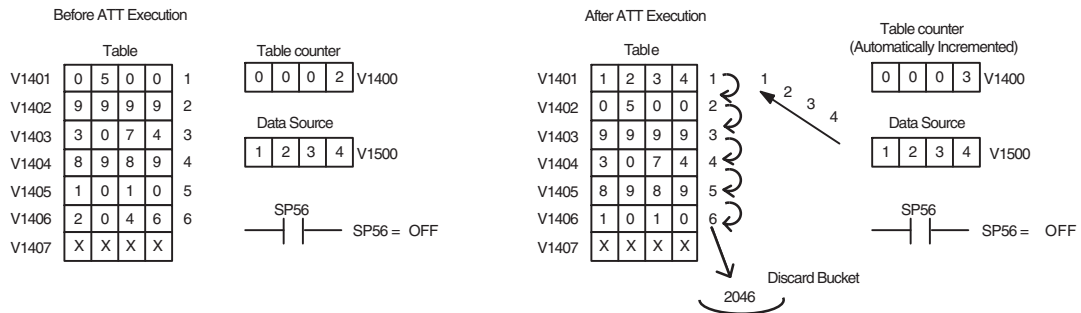 Before ATT Execution
Table
Table counter
V1401 0 5 0 0 1
0 0 0 2 V1400
V1402 9 9 9 9 2
V1403 3 0 7 4 3
Data Source
V1404 8 9 8 9 4
1 2 3 4 V1500
V1405 1 0 1 0 5
V1406 2 0 4 6 6
SP56
SP56 = OFF
V1407 X X X X
After ATT Execution
Table
Table counter
(Automatically Incremented)
V1401 1 2 3 4 1
1 2 3 4
0 0 0 3 V1400
V1402 0 5 0 0 2
V1403 9 9 9 9 3
Data Source
V1404 3 0 7 4 4
1 2 3 4 V1500
V1405 8 9 8 9 5
V1406 1 0 1 0 6
SP56
SP56 = OFF
V1407 X X X X
Discard Bucket
2046